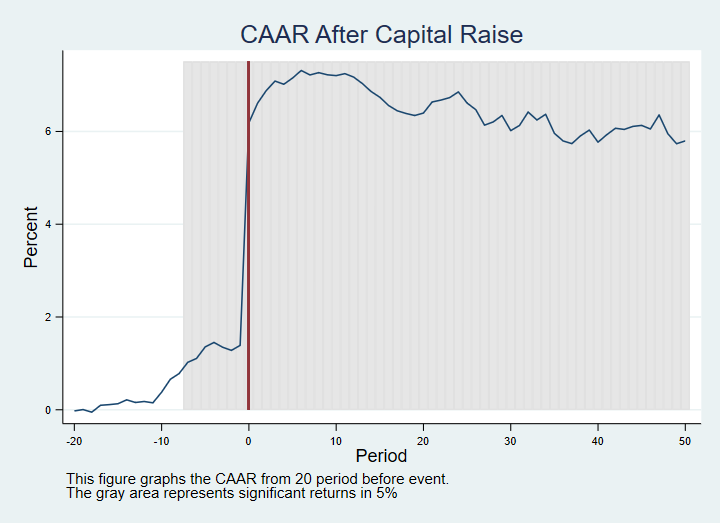 CAAR After Capital Raise
Percent
6
4
2
0
-20 -10 0 10 20 30 40 50
Period
This figure graphs the CAAR from 20 period before event.
The gray area represents significant returns in 5%